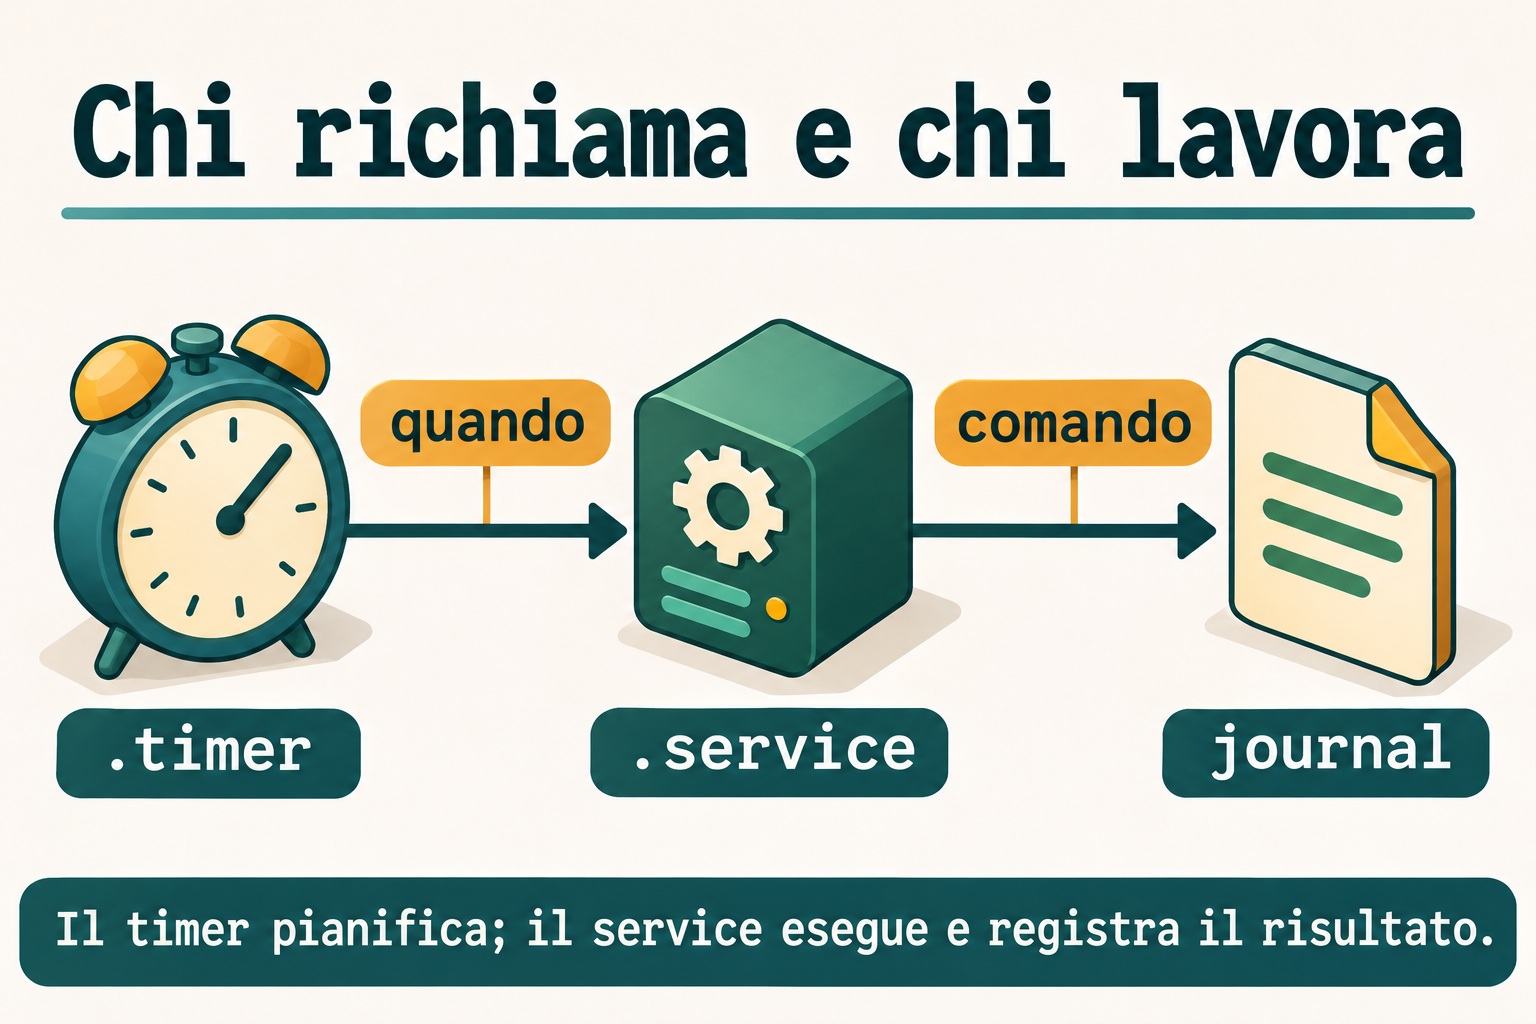 Chi richiama e chi lavora
quando
comando
.timer
.service
journal
Il timer pianifica; il service esegue e registra il risultato.